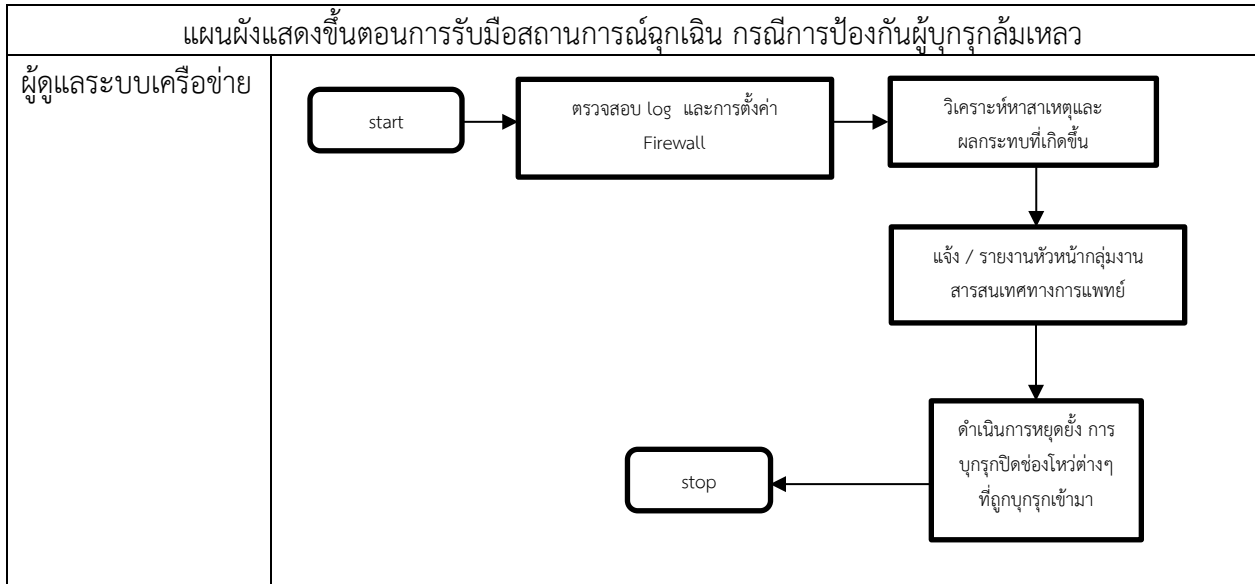 แผนผังแสดงขั้นตอนการรับมือสถานการณ์ฉุกเฉิน กรณีการป้องกันผู้บุกรุกล้มเหลว
ผู้ดูแลระบบเครือข่าย
start
ตรวจสอบ log และการตั้งค่า
Firewall
วิเคราะห์หาสาเหตุและ
ผลกระทบที่เกิดขึ้น
แจ้ง / รายงานหัวหน้ากลุ่มงาน
สารสนเทศทางการแพทย์
ดำเนินการหยุดยั้ง การ
บุกรุกปิดช่องโหว่ต่างๆ
ที่ถูกบุกรุกเข้ามา
stop